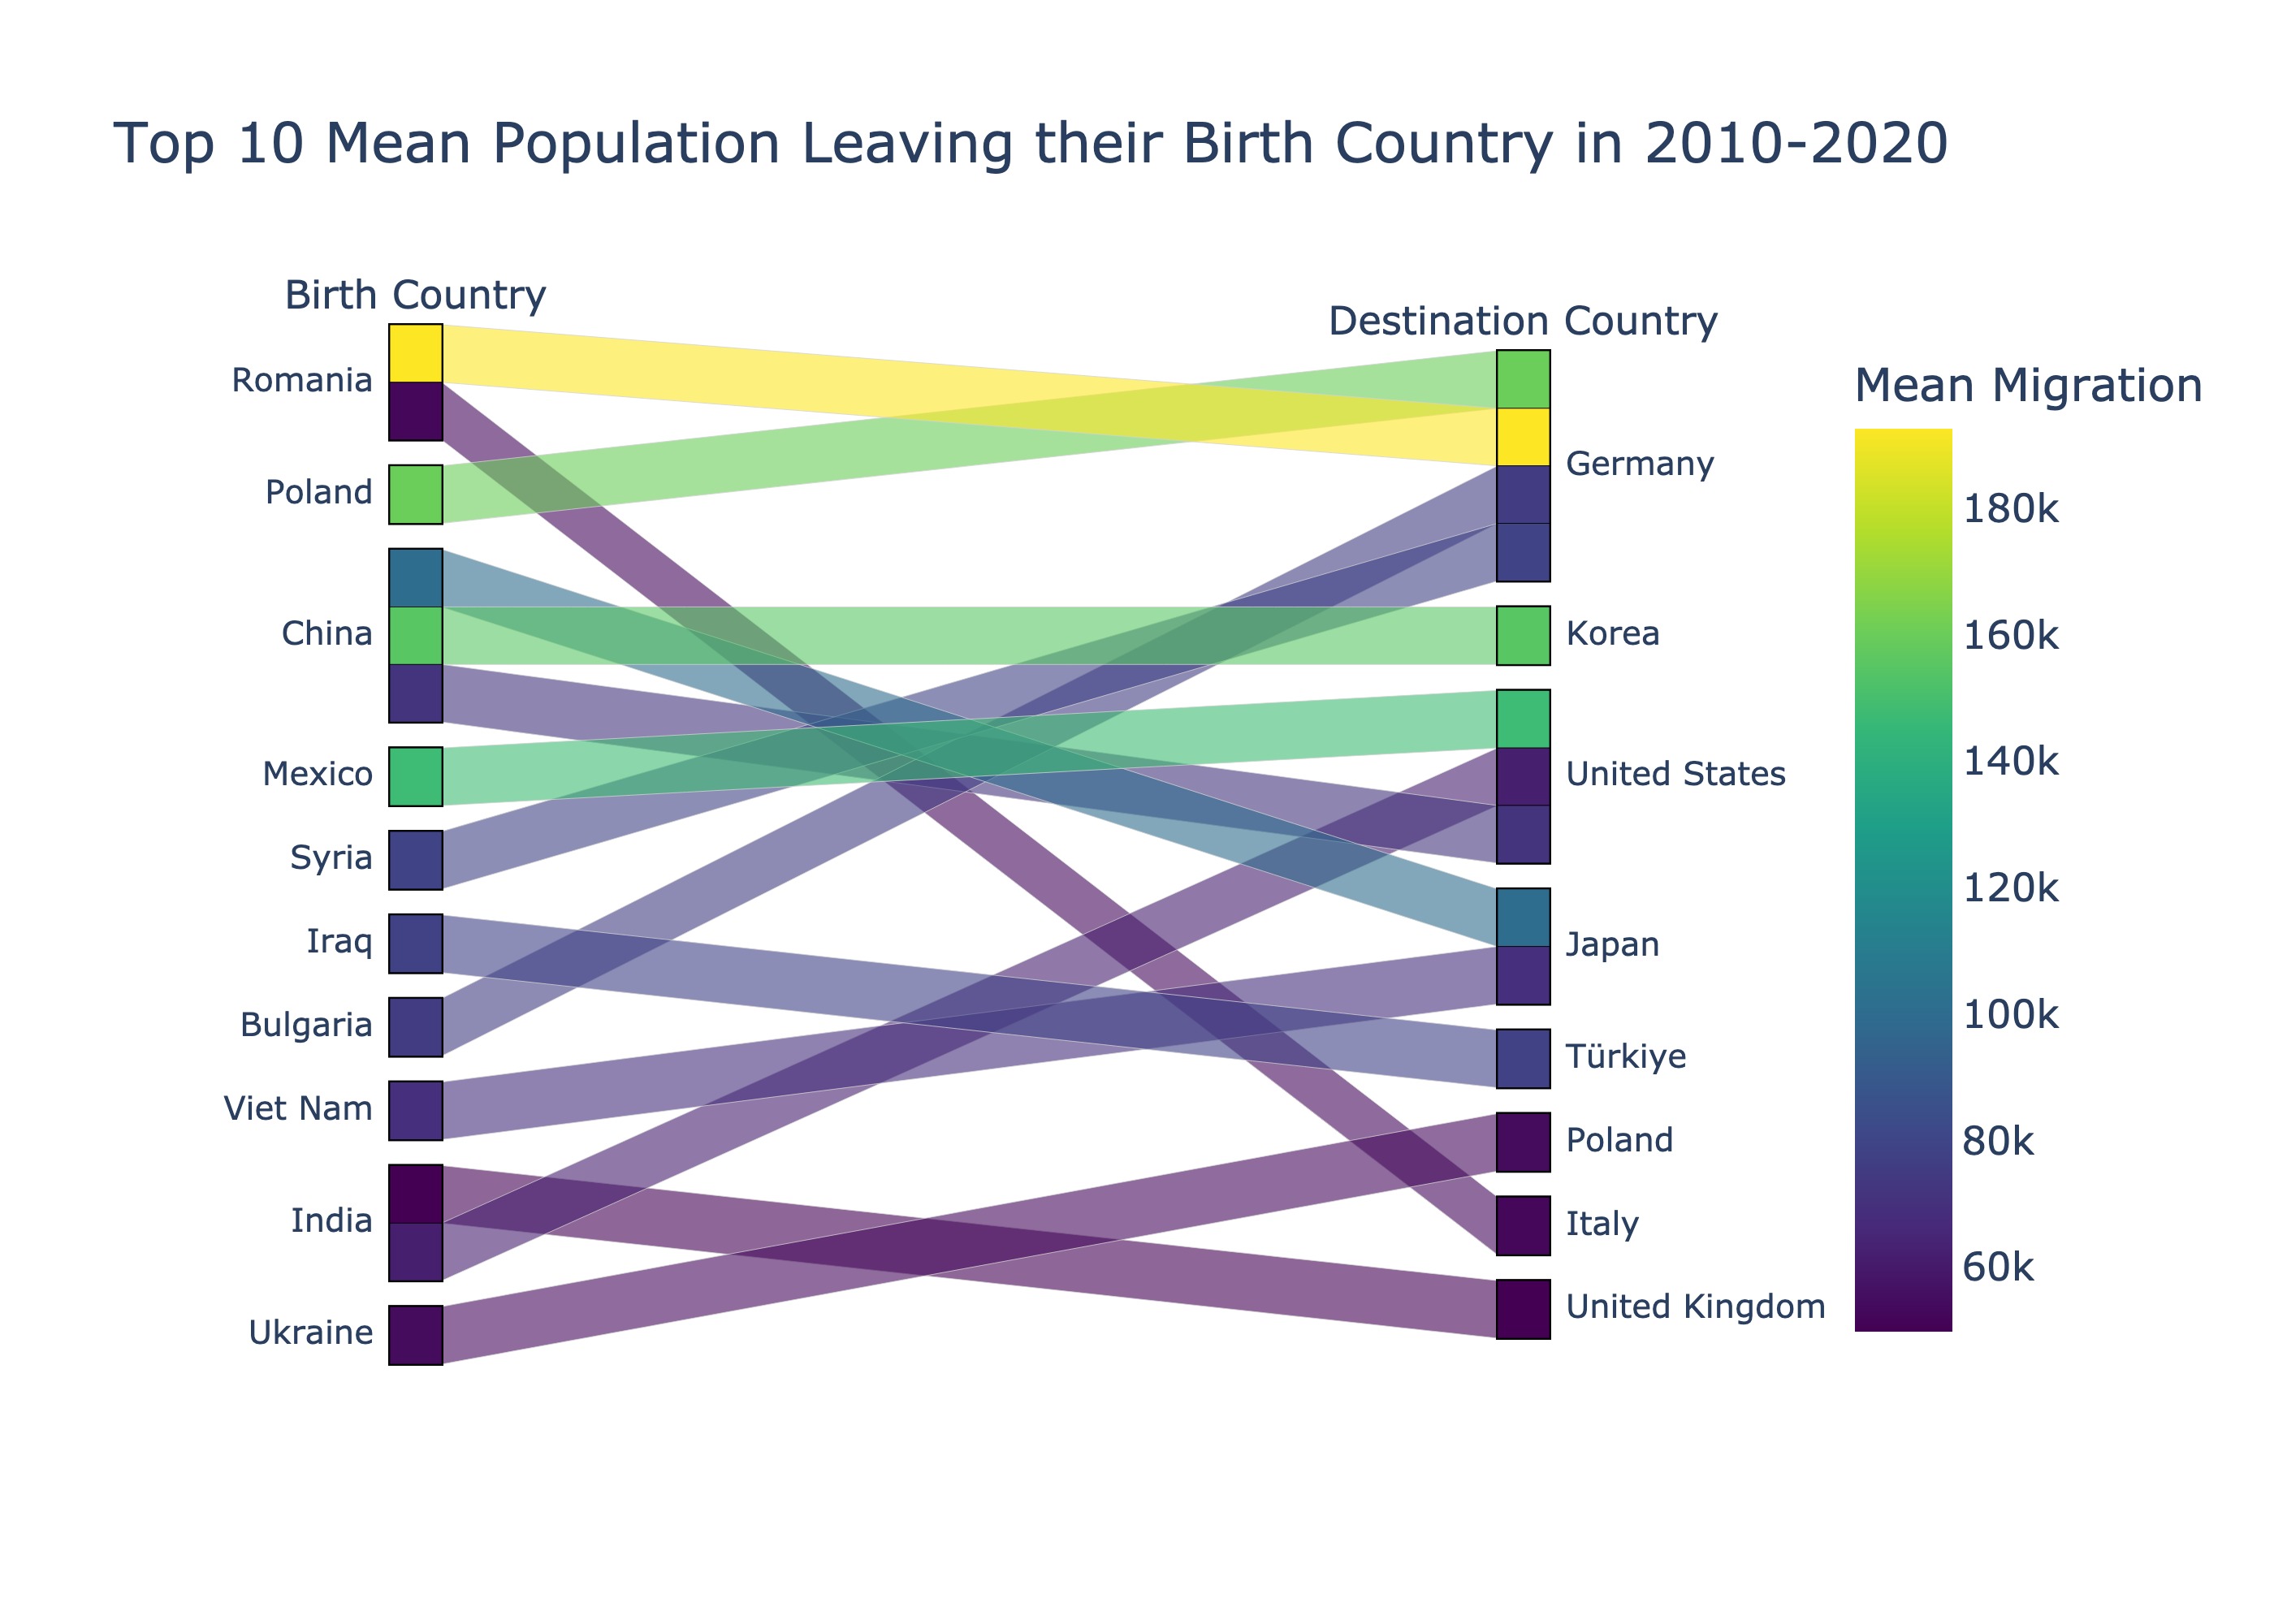 Top 10 Mean Population Leaving their Birth Country in 2010-2020
Birth Country
Romania
Poland
China
Mexico
Syria
Iraq
Bulgaria
Viet Nam
India
Ukraine
Destination Country
Germany
Korea
United States
Japan
Türkiye
Poland
Italy
United Kingdom
Mean Migration
180k
160k
140k
120k
100k
80k
60k